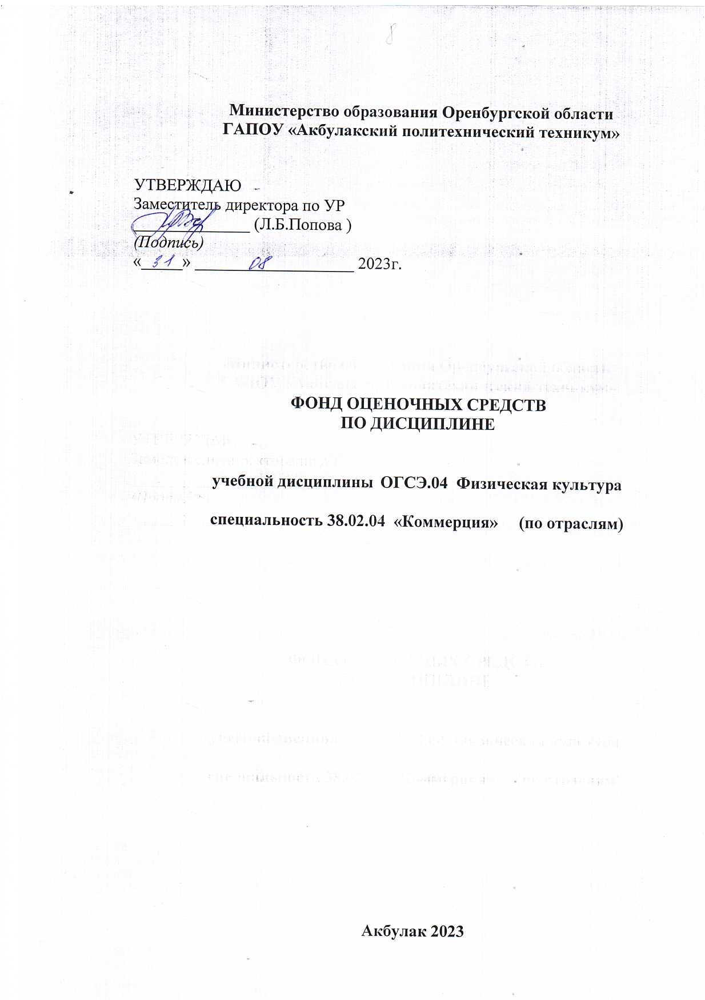 8
Министерство образования Оренбургской области
ГАПОУ «Акбулакский политехнический техникум»
УТВЕРЖДАЮ
Заместитель директора по УР
______________ (Л.Б.Попова )
(Подпись)
«31» 08 2023г.
ФОНД ОЦЕНОЧНЫХ СРЕДСТВ
ПО ДИСЦИПЛИНЕ
учебной дисциплины ОГСЭ.04 Физическая культура
специальность 38.02.04 «Коммерция» (по отраслям)
Акбулак 2023